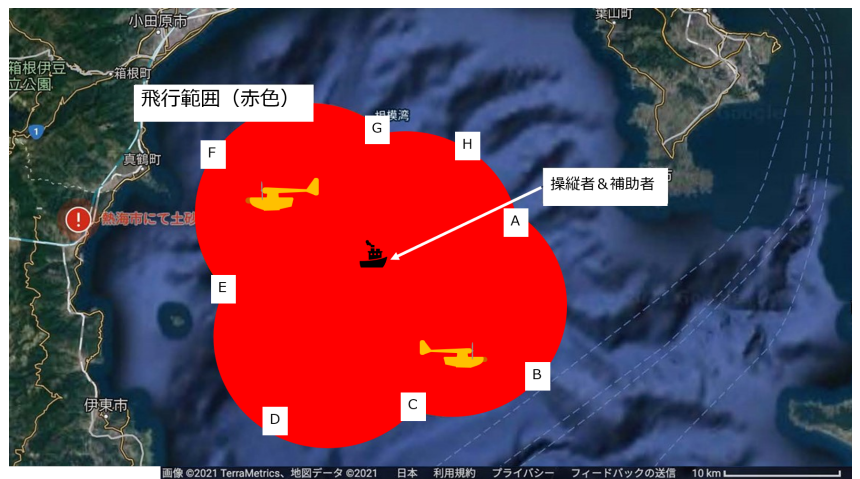 小田原市
葉山町
箱根伊豆
立公園
箱根町
飛行範囲（赤色）
相模湾
G
1
H
F
真鶴町
操縦者＆補助者
市
熱海市にて土砂
A
E
B
伊東市
C
D
画像 ©2021 TerraMetrics、地図データ ©2021 日本 利用規約 プライバシー フィードバックの送信 10 km